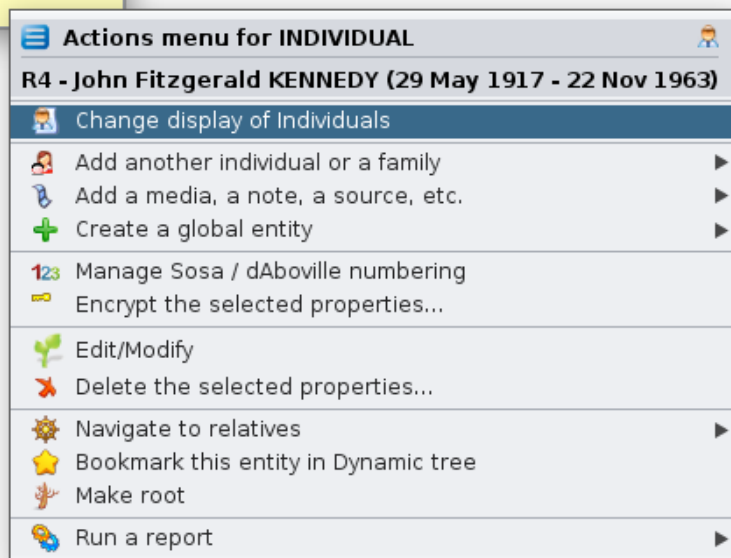 Actions menu for INDIVIDUAL
R4 - John Fitzgerald KENNEDY (29 May 1917 - 22 Nov 1963)
Change display of Individuals
Add another individual or a family
Add a media, a note, a source, etc.
Create a global entity
123 Manage Sosa / dAboville numbering
Encrypt the selected properties...
Edit/Modify
Delete the selected properties...
Navigate to relatives
Bookmark this entity in Dynamic tree
Make root
Run a report